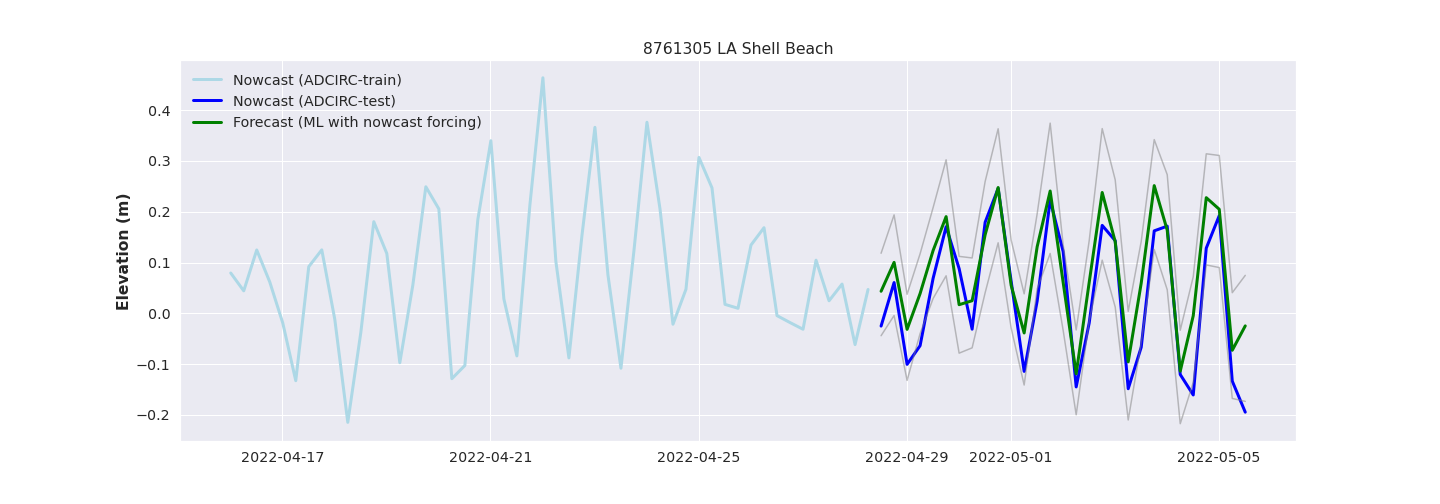 8761305 LA Shell Beach
Nowcast (ADCIRC-train)
Nowcast (ADCIRC-test)
Forecast (ML with nowcast forcing)
Elevation (m)
0.4
0.3
0.2
0.1
0.0
−0.1
−0.2
2022-04-17 2022-04-21 2022-04-25 2022-04-29 2022-05-01 2022-05-05